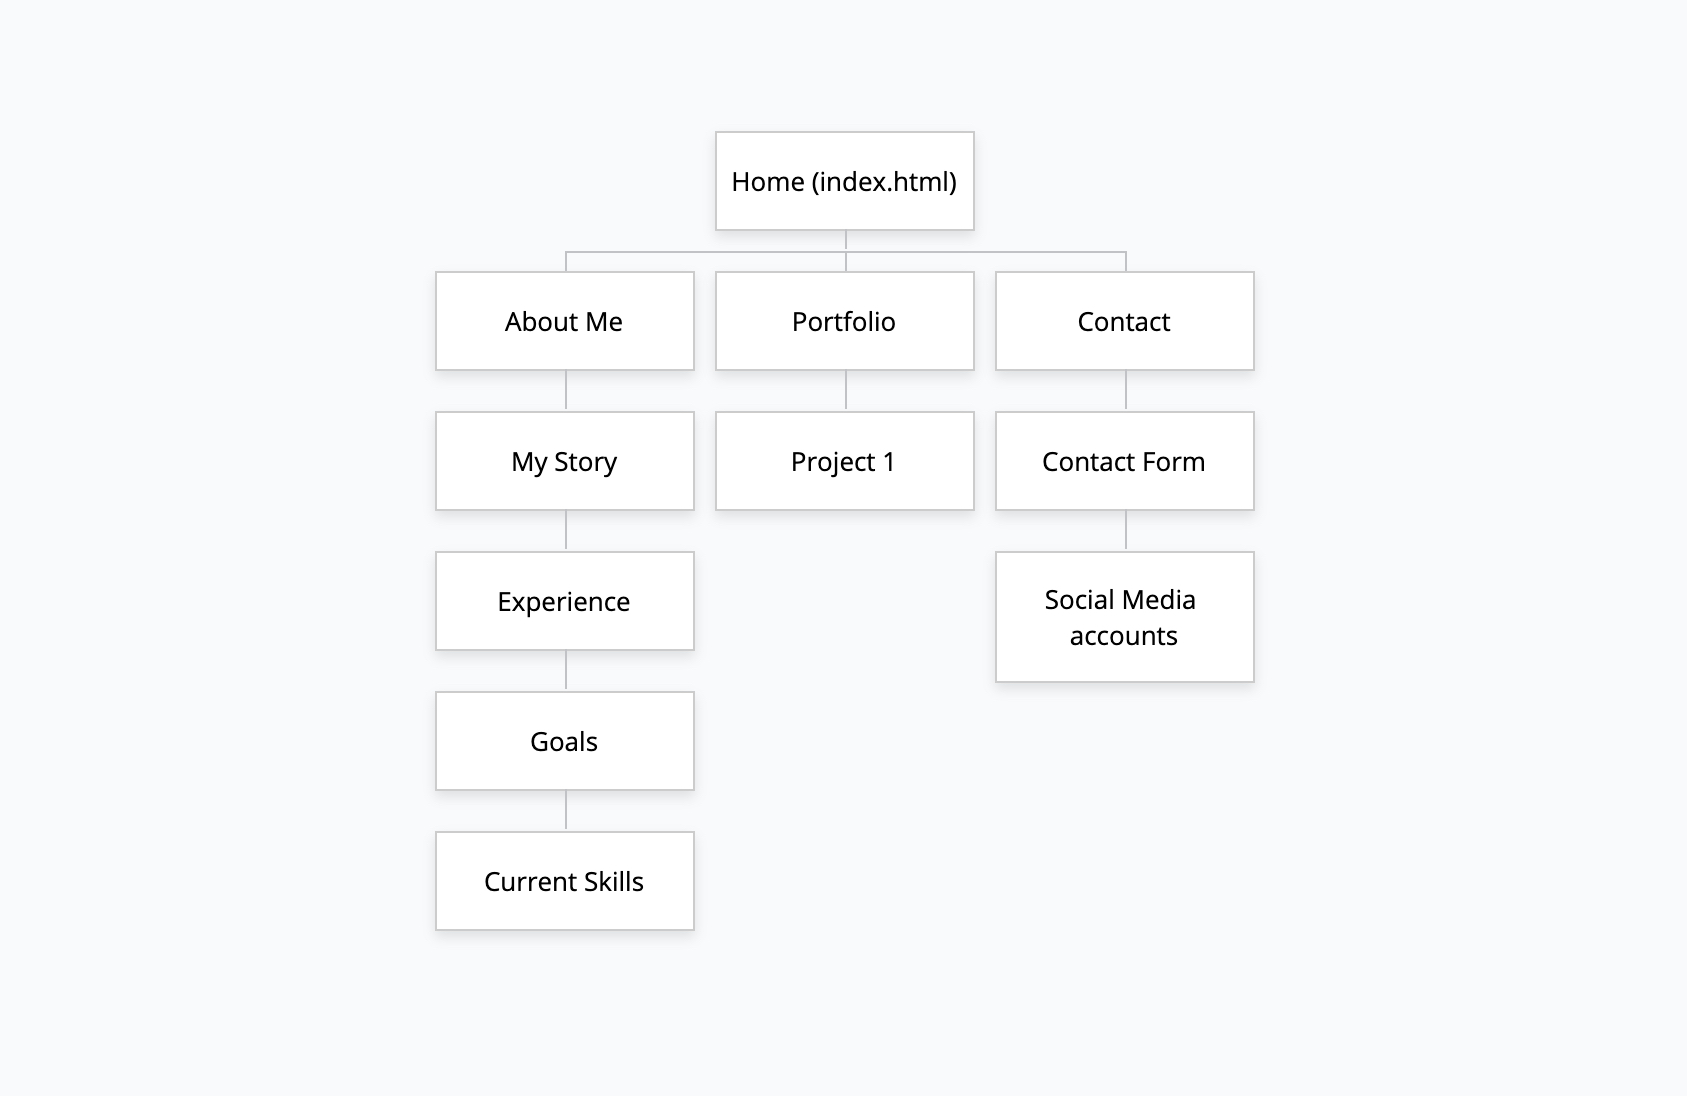 Home (index.html)
About Me
Portfolio
Contact
My Story
Project 1
Contact Form
Experience
Social Media
accounts
Goals
Current Skills